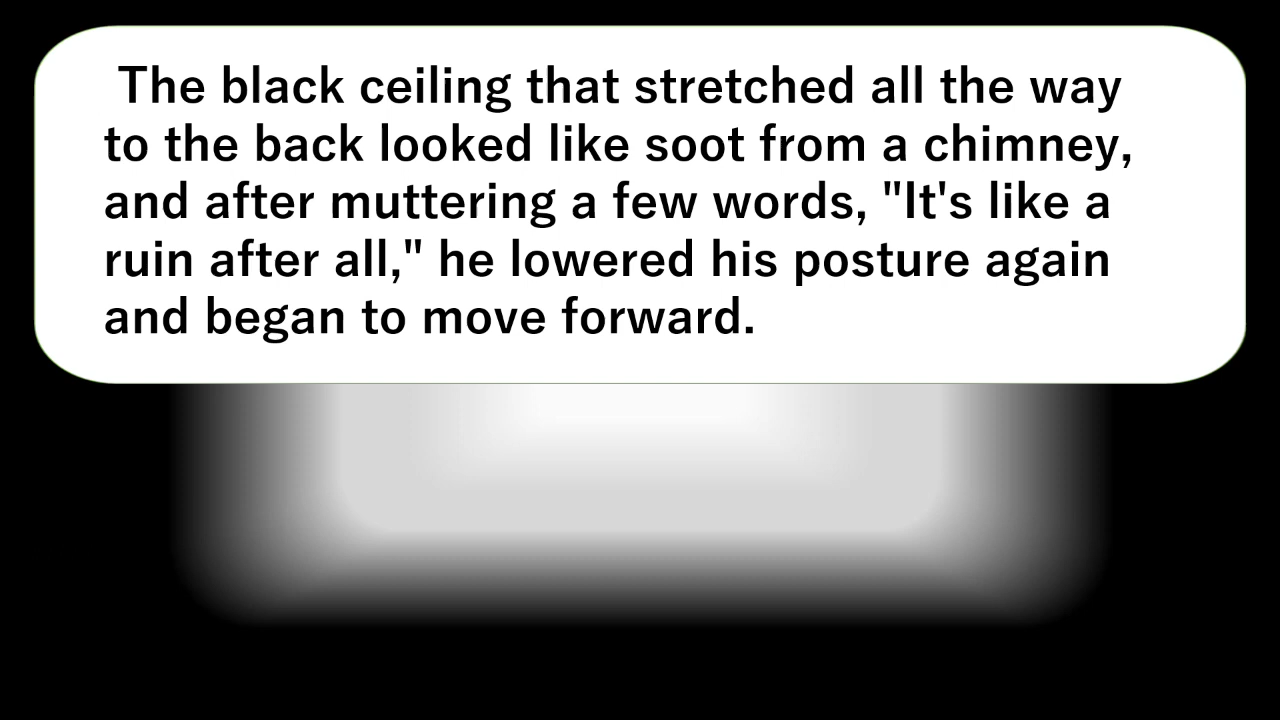 The black ceiling that stretched all the way
to the back looked like soot from a chimney,
and after muttering a few words, "It's like a
ruin after all," he lowered his posture again
and began to move forward.